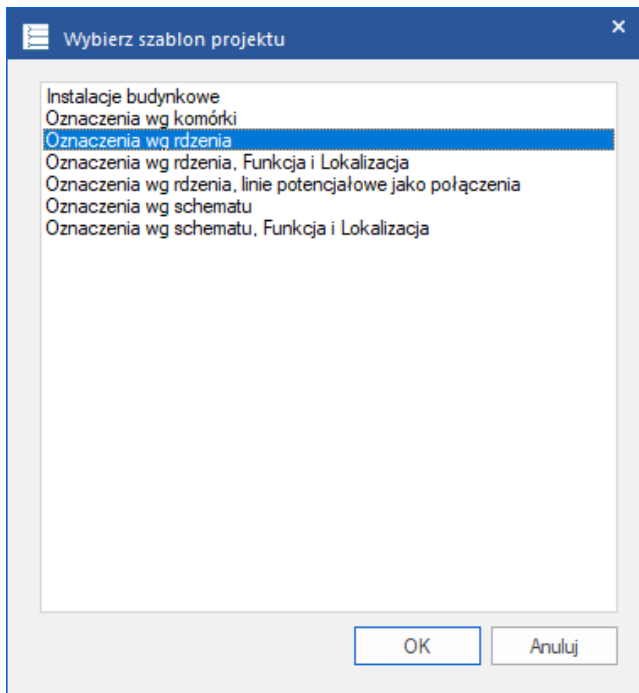 Wybierz szablon projektu
Instalacje budynkowe
Oznaczenia wg komórki
Oznaczenia wg rdzenia
Oznaczenia wg rdzenia, Funkcja i Lokalizacja
Oznaczenia wg rdzenia, linie potencjałowe jako połączenia
Oznaczenia wg schematu
Oznaczenia wg schematu, Funkcja i Lokalizacja
OK
Anuluj